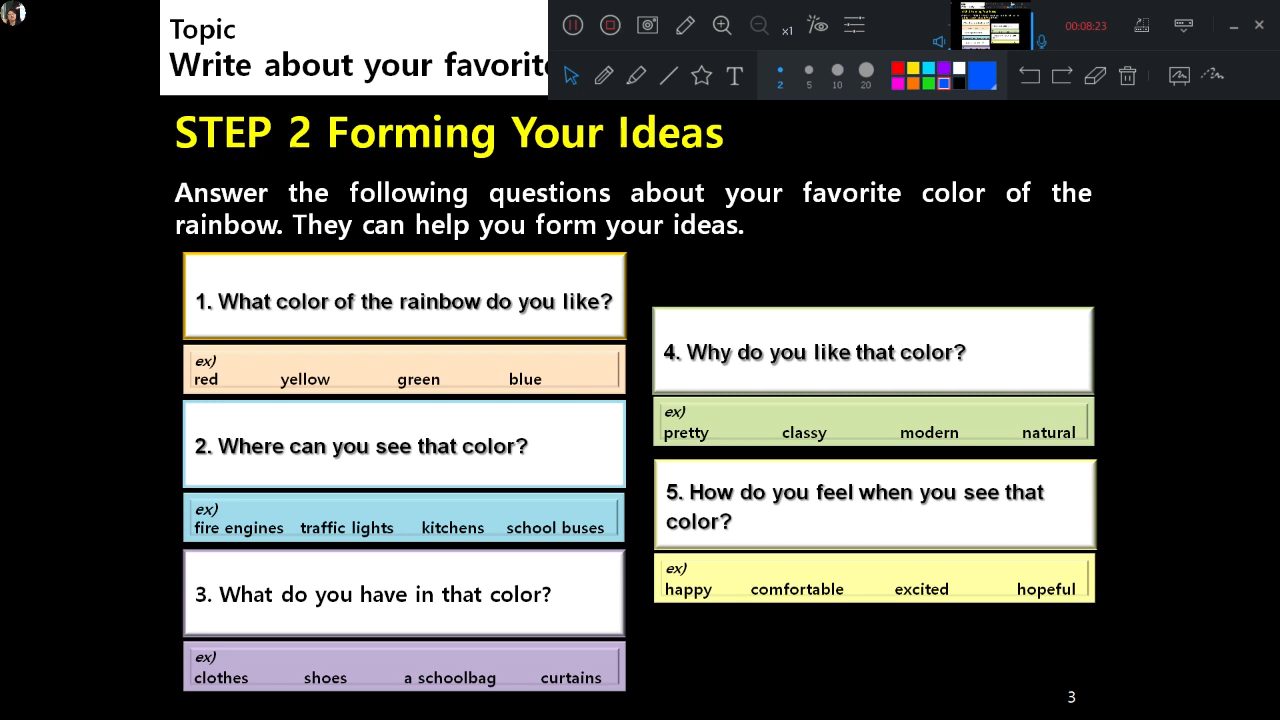 Topic
Write about your favorite
x1
00:08:23
T
2 5 10 20
STEP 2 Forming Your Ideas
Answer the following questions about your favorite color of the
rainbow. They can help you form your ideas.
1. What color of the rainbow do you like?
ex)
red yellow green blue
2. Where can you see that color?
ex)
fire engines traffic lights kitchens school buses
3. What do you have in that color?
ex)
clothes shoes a schoolbag curtains
4. Why do you like that color?
ex)
pretty classy modern natural
5. How do you feel when you see that
color?
ex)
happy comfortable excited hopeful
3